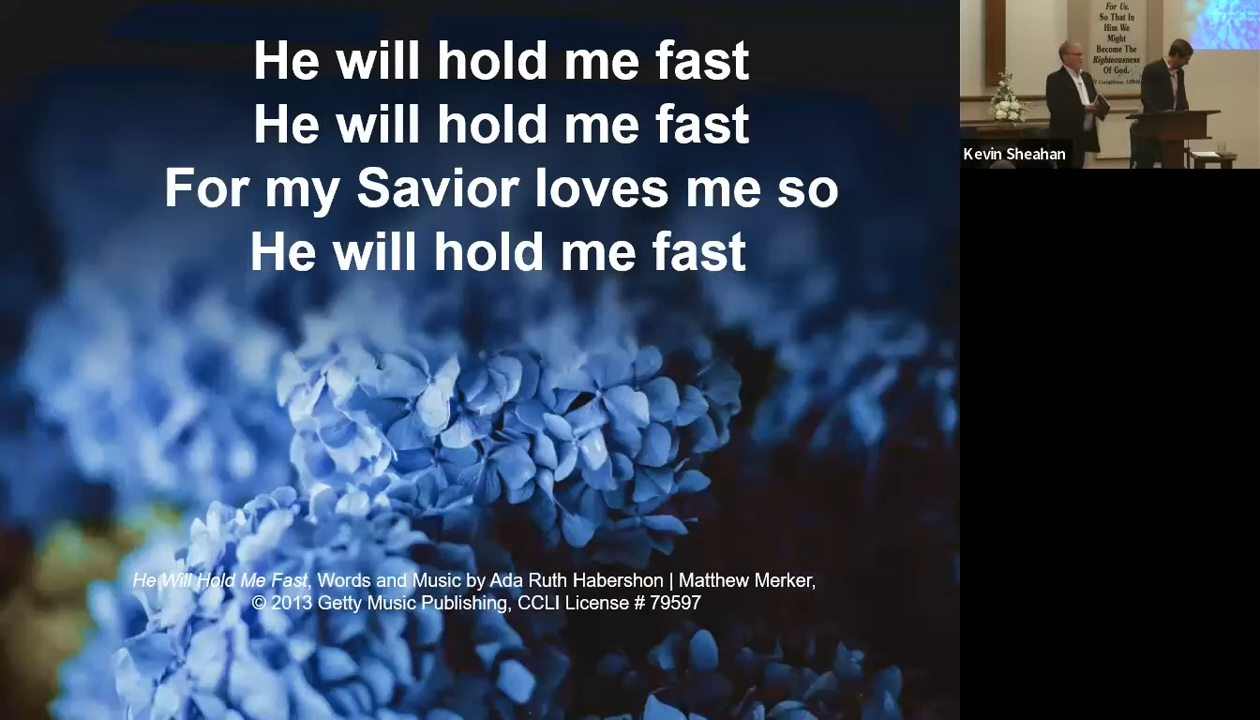 He will hold me fast
He will hold me fast
For my Savior loves me so
He will hold me fast
He Will Hold Me Fast, Words and Music by Ada Ruth Habershon | Matthew Merker,
© 2013 Getty Music Publishing, CCLI License # 79597
For Us,
So That In
Him We
Might
Become The
Righteousness
Of God.
Kevin Sheahan